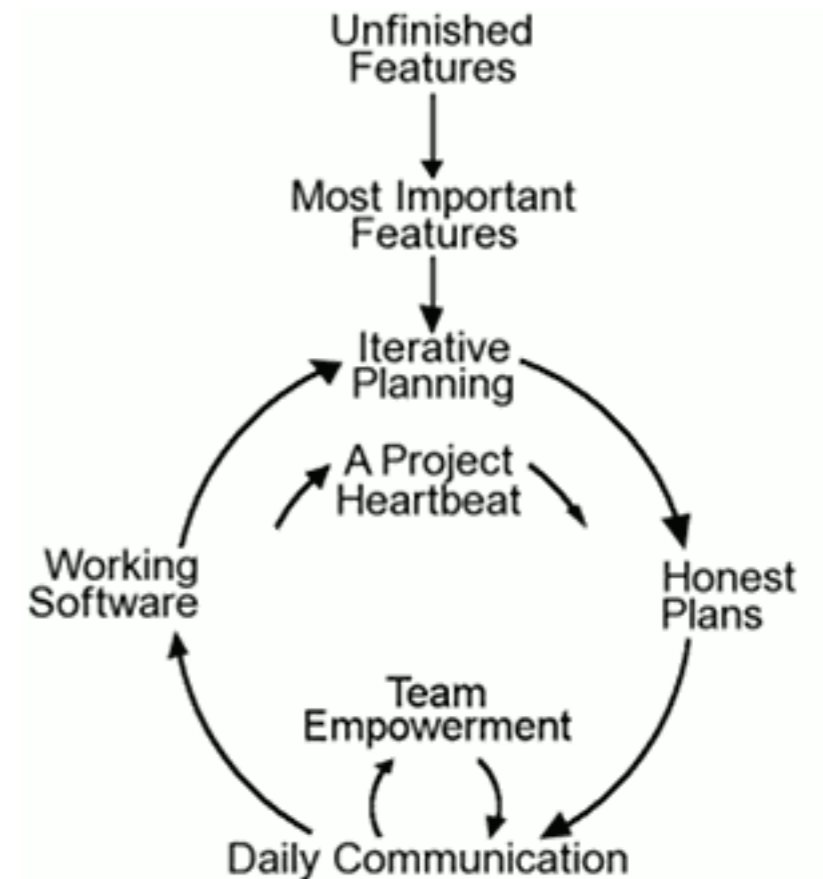 Unfinished
Features
Most Important
Features
Iterative
Planning
A Project
Heartbeat
Working
Software
Honest
Plans
Team
Empowerment
Daily Communication